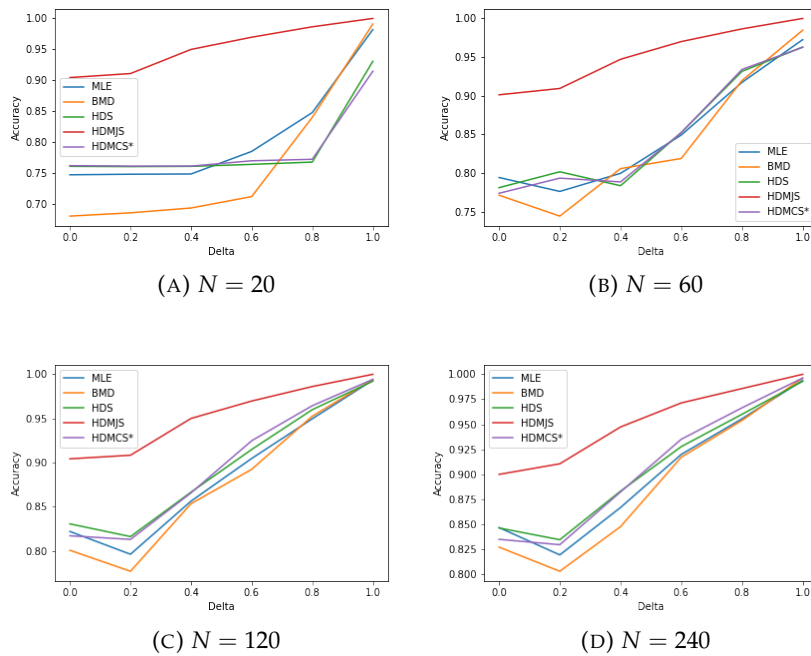 1.00
0.95
0.90
0.85
0.80
0.75
0.70
Accuracy
MLE
BMD
HDS
HDMJS
HDMCS*
0.0 0.2 0.4 0.6 0.8 1.0
Delta
(A) N = 20
1.00
0.95
0.90
0.85
0.80
0.75
Accuracy
MLE
BMD
HDS
HDMJS
HDMCS*
0.0 0.2 0.4 0.6 0.8 1.0
Delta
(B) N = 60
1.00
0.95
0.90
0.85
0.80
Accuracy
MLE
BMD
HDS
HDMJS
HDMCS*
0.0 0.2 0.4 0.6 0.8 1.0
Delta
(C) N = 120
1.000
0.975
0.950
0.925
0.900
0.875
0.850
0.825
0.800
Accuracy
MLE
BMD
HDS
HDMJS
HDMCS*
0.0 0.2 0.4 0.6 0.8 1.0
Delta
(D) N = 240